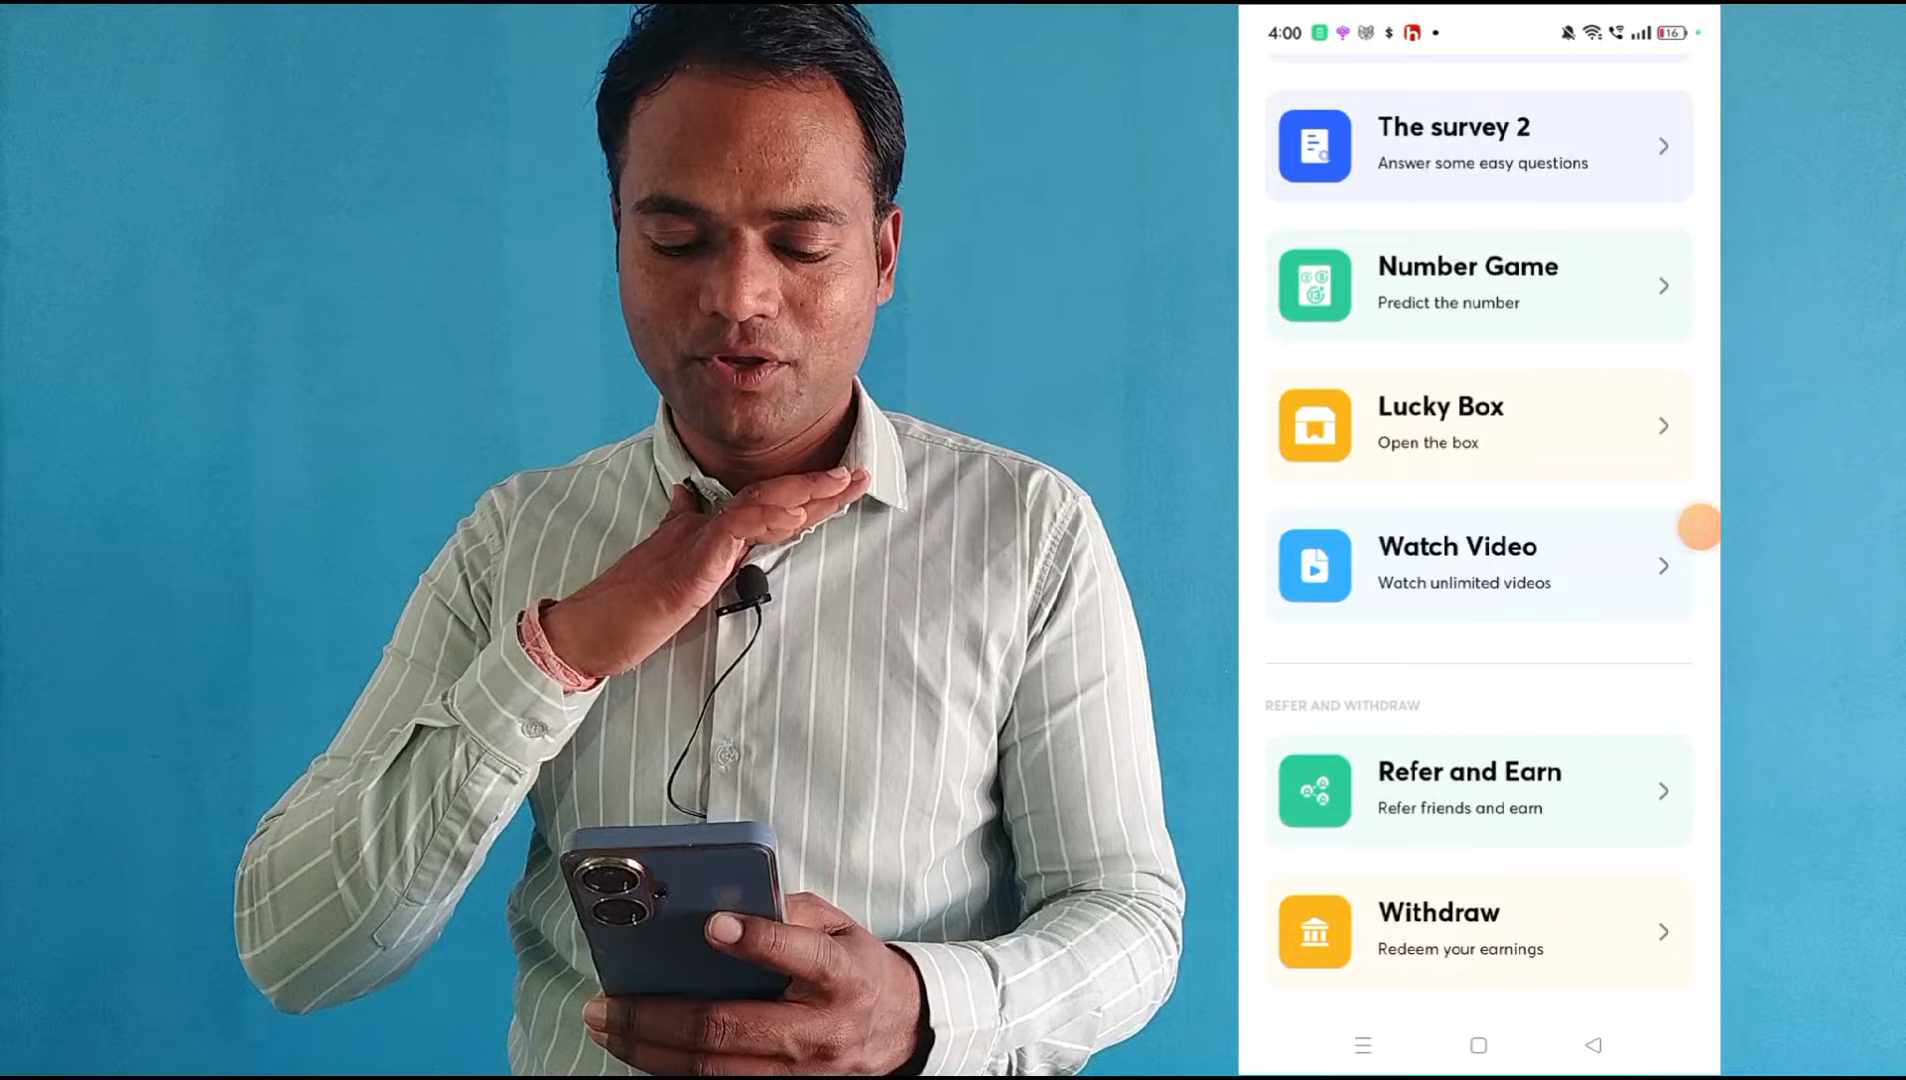 4:00
16
The survey 2
Answer some easy questions
Number Game
Predict the number
Lucky Box
Open the box
Watch Video
Watch unlimited videos
REFER AND WITHDRAW
Refer and Earn
Refer friends and earn
Withdraw
Redeem your earnings